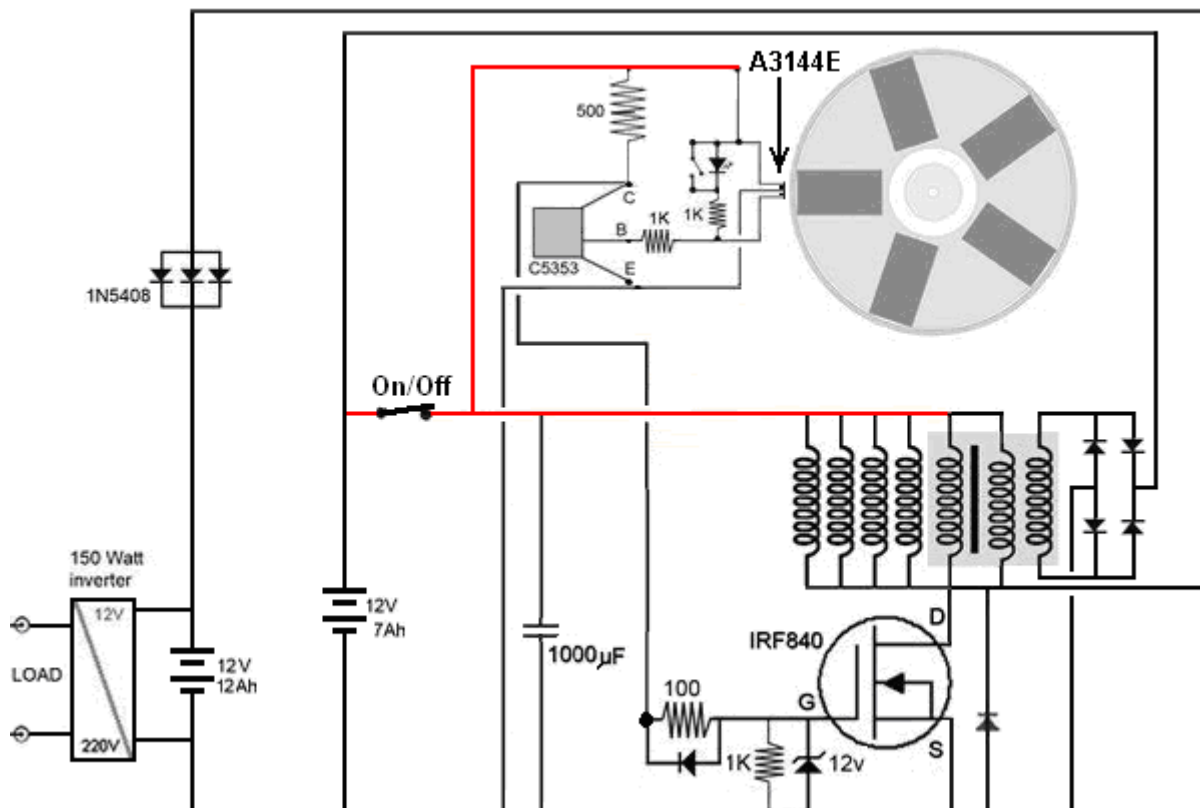 A3144E
500
C
1K
1K
B
C5353
E
1N5408
On/Off
150 Watt
inverter
12V
12V
7Ah
1000µF
D
IRF840
LOAD
12V
12Ah
100
G
S
220V
1K
12v